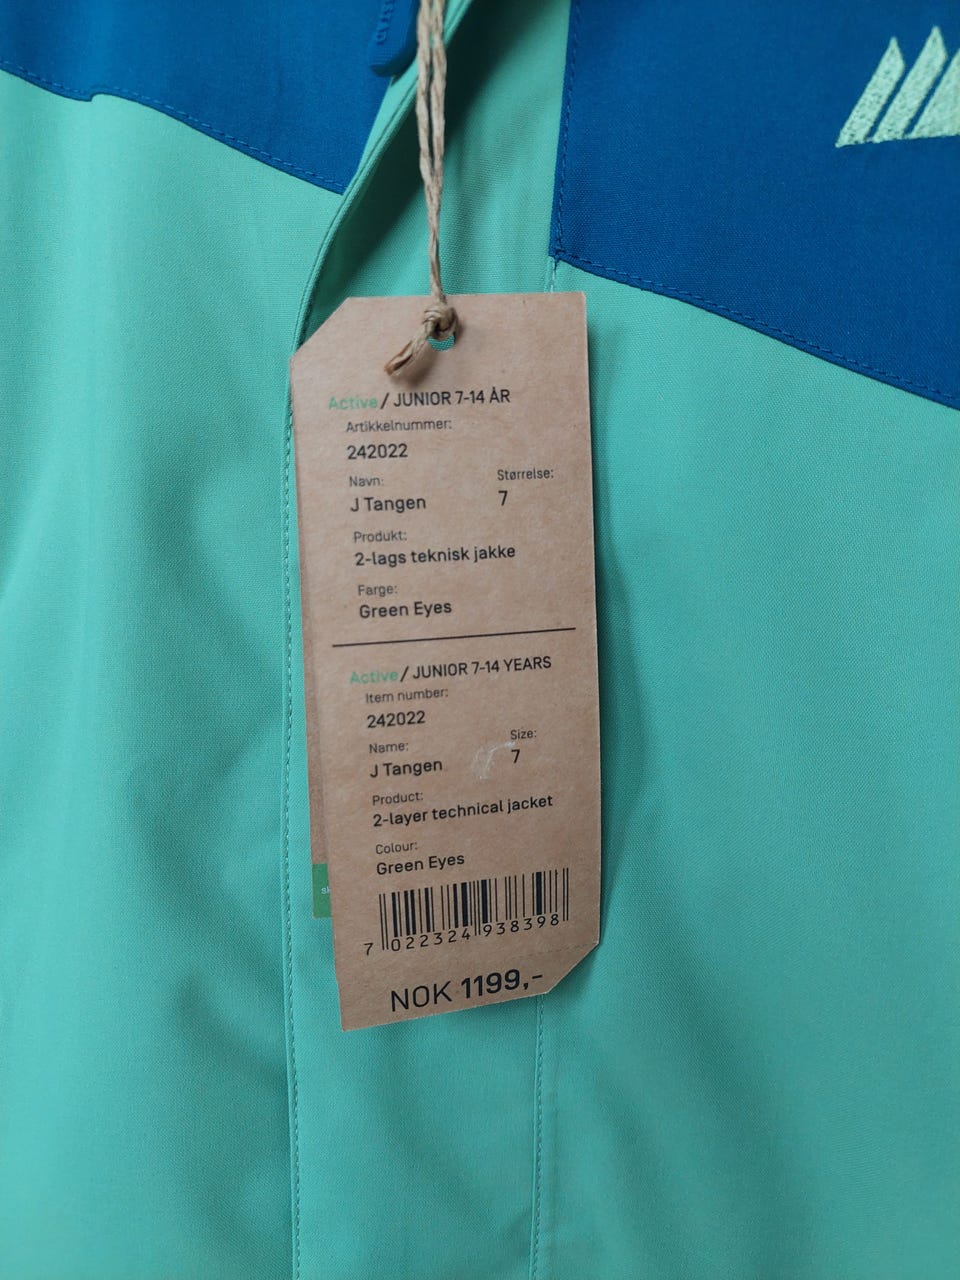 Active/ JUNIOR 7-14 ÅR
Artikkelnummer:
242022
Navn: Størrelse:
J Tangen 7
Produkt:
2-lags teknisk jakke
Farge:
Green Eyes
Active/ JUNIOR 7-14 YEARS
Item number:
242022
Name: Size:
J Tangen 7
Product:
2-layer technical jacket
Colour:
Green Eyes
sk
7 022324 938398
NOK 1199,-